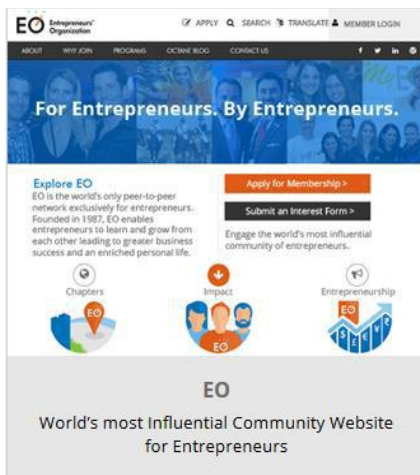 EO Entrepreneurs'
Organization
APPLY SEARCH TRANSLATE MEMBER LOGIN
ABOUT WHY JOIN PROGRAMS OCTANE BLOG CONTACT US
For Entrepreneurs. By Entrepreneurs.
Explore EO
EO is the world's only peer-to-peer
network exclusively for entrepreneurs.
Founded in 1987, EO enables
entrepreneurs to learn and grow from
each other leading to greater business
success and an enriched personal life.
Apply for Membership >
Submit an Interest Form >
Engage the world's most influential
community of entrepreneurs.
Chapters Impact Entrepreneurship
EO EO EO
$ £ € ¥ ₹
EO
World's most Influential Community Website
for Entrepreneurs